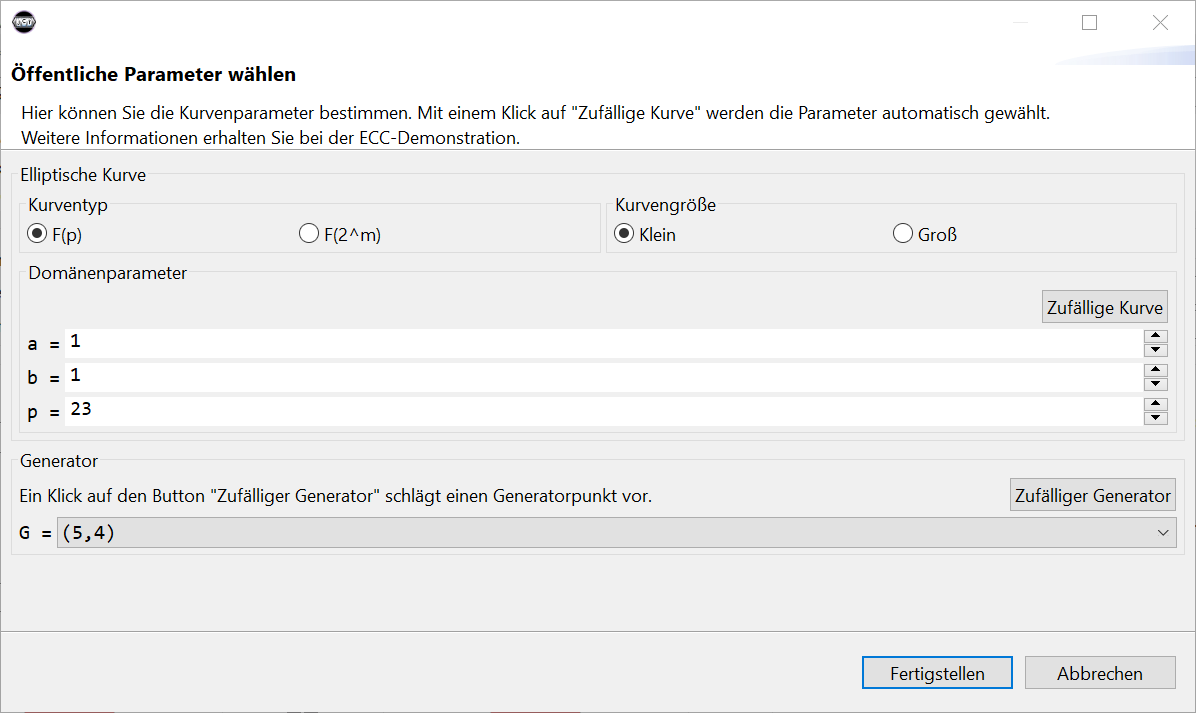 Öffentliche Parameter wählen
Hier können Sie die Kurvenparameter bestimmen. Mit einem Klick auf "Zufällige Kurve" werden die Parameter automatisch gewählt.
Weitere Informationen erhalten Sie bei der ECC-Demonstration.
Elliptische Kurve
Kurventyp
F(p) F(2^m)
Kurvengröße
Klein Groß
Domänenparameter
Zufällige Kurve
a = 1
b = 1
p = 23
Generator
Ein Klick auf den Button "Zufälliger Generator" schlägt einen Generatorpunkt vor. Zufälliger Generator
G = (5,4)
Fertigstellen Abbrechen